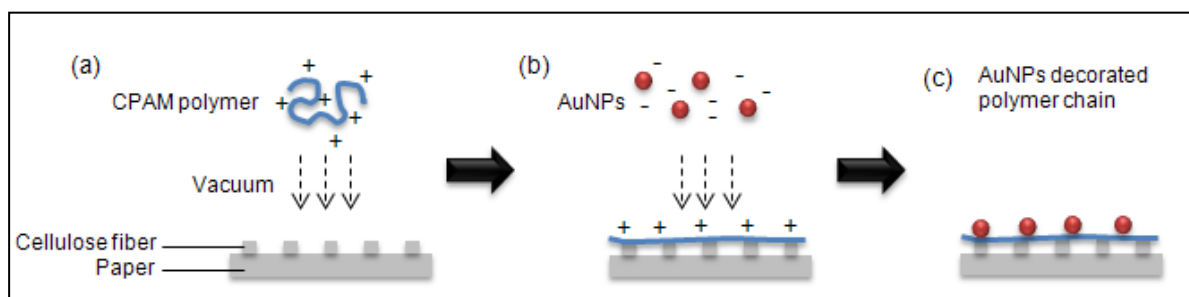 (a)
CPAM polymer
+ + + + + +
Vacuum
Cellulose fiber
Paper
(b)
AuNPs
- - - - - - -
+ + + + +
(c)
AuNPs decorated
polymer chain